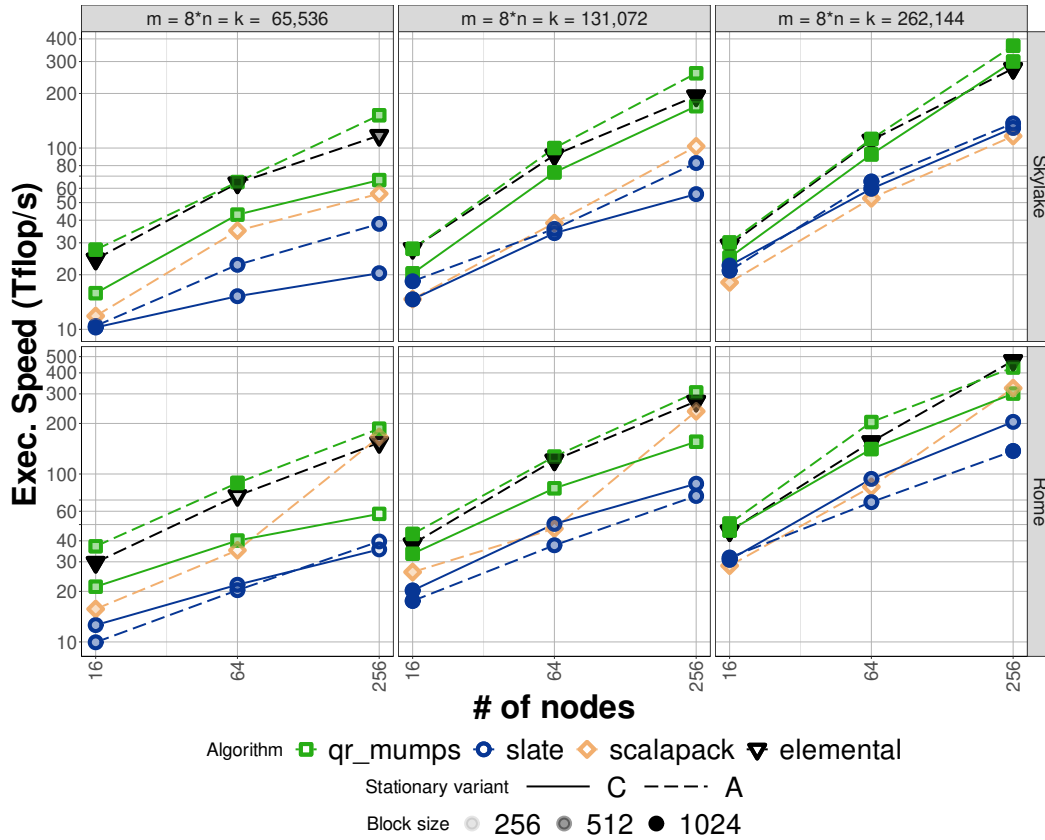 m = 8*n = k = 65,536
m = 8*n = k = 131,072
m = 8*n = k = 262,144
400
300
200
100
80
60
50
40
30
20
10
Skylake
500
400
300
200
100
60
40
30
20
10
Rome
Exec. Speed (Tflop/s)
16 64 256
16 64 256
16 64 256
# of nodes
Algorithm qr_mumps slate scalapack elemental
Stationary variant C A
Block size 256 512 1024